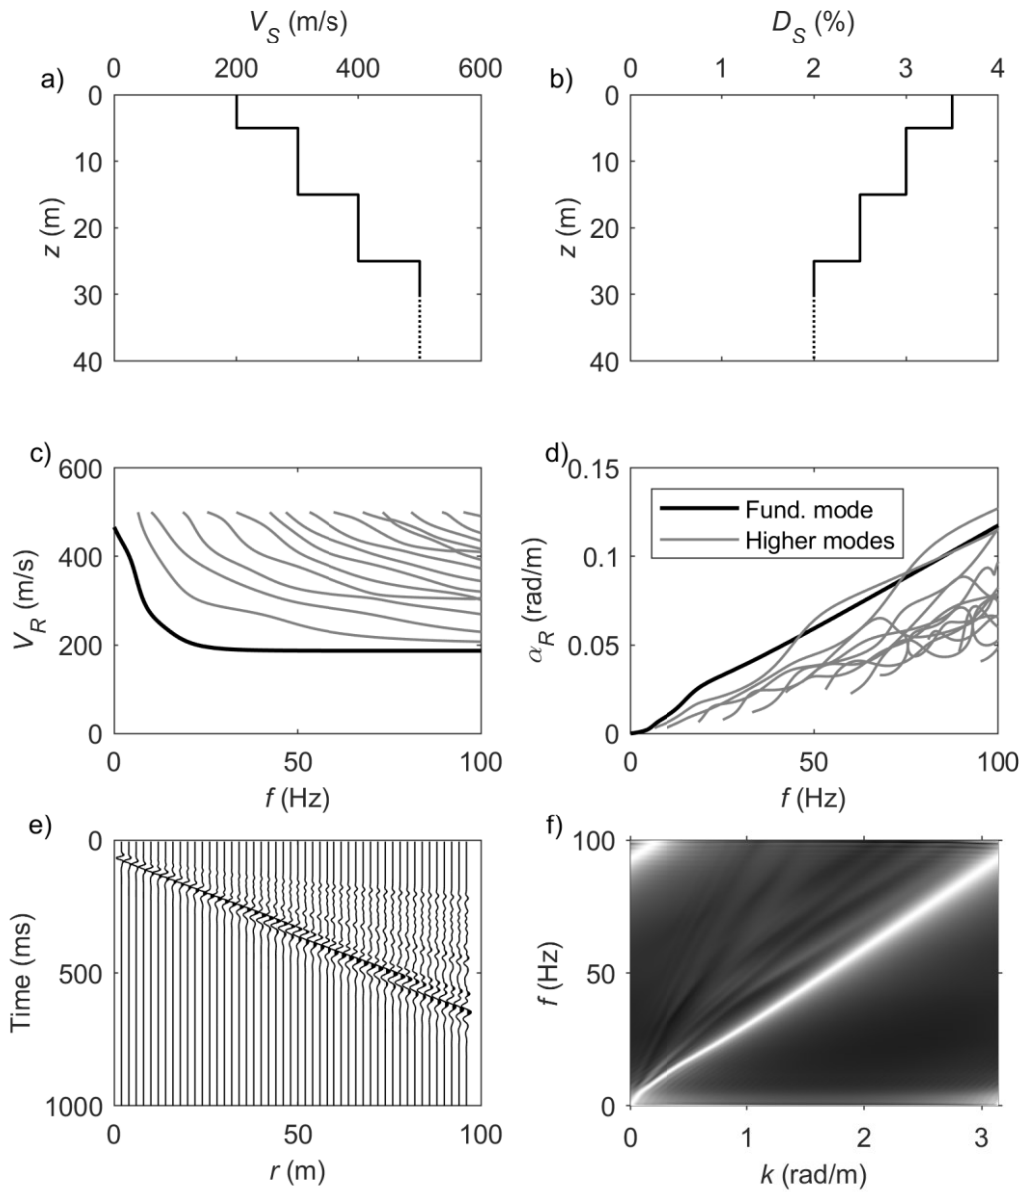 V_S (m/s)
D_S (%)
a)
0 200 400 600
b)
0 1 2 3 4
0
10
20
30
40
z (m)
0
10
20
30
40
z (m)
c)
600
400
200
0
V_R (m/s)
0 50 100
f (Hz)
d)
0.15
0.1
0.05
0
α_R (rad/m)
Fund. mode
Higher modes
0 50 100
f (Hz)
e)
0
500
1000
Time (ms)
0 50 100
r (m)
f)
100
50
0
f (Hz)
0 1 2 3
k (rad/m)